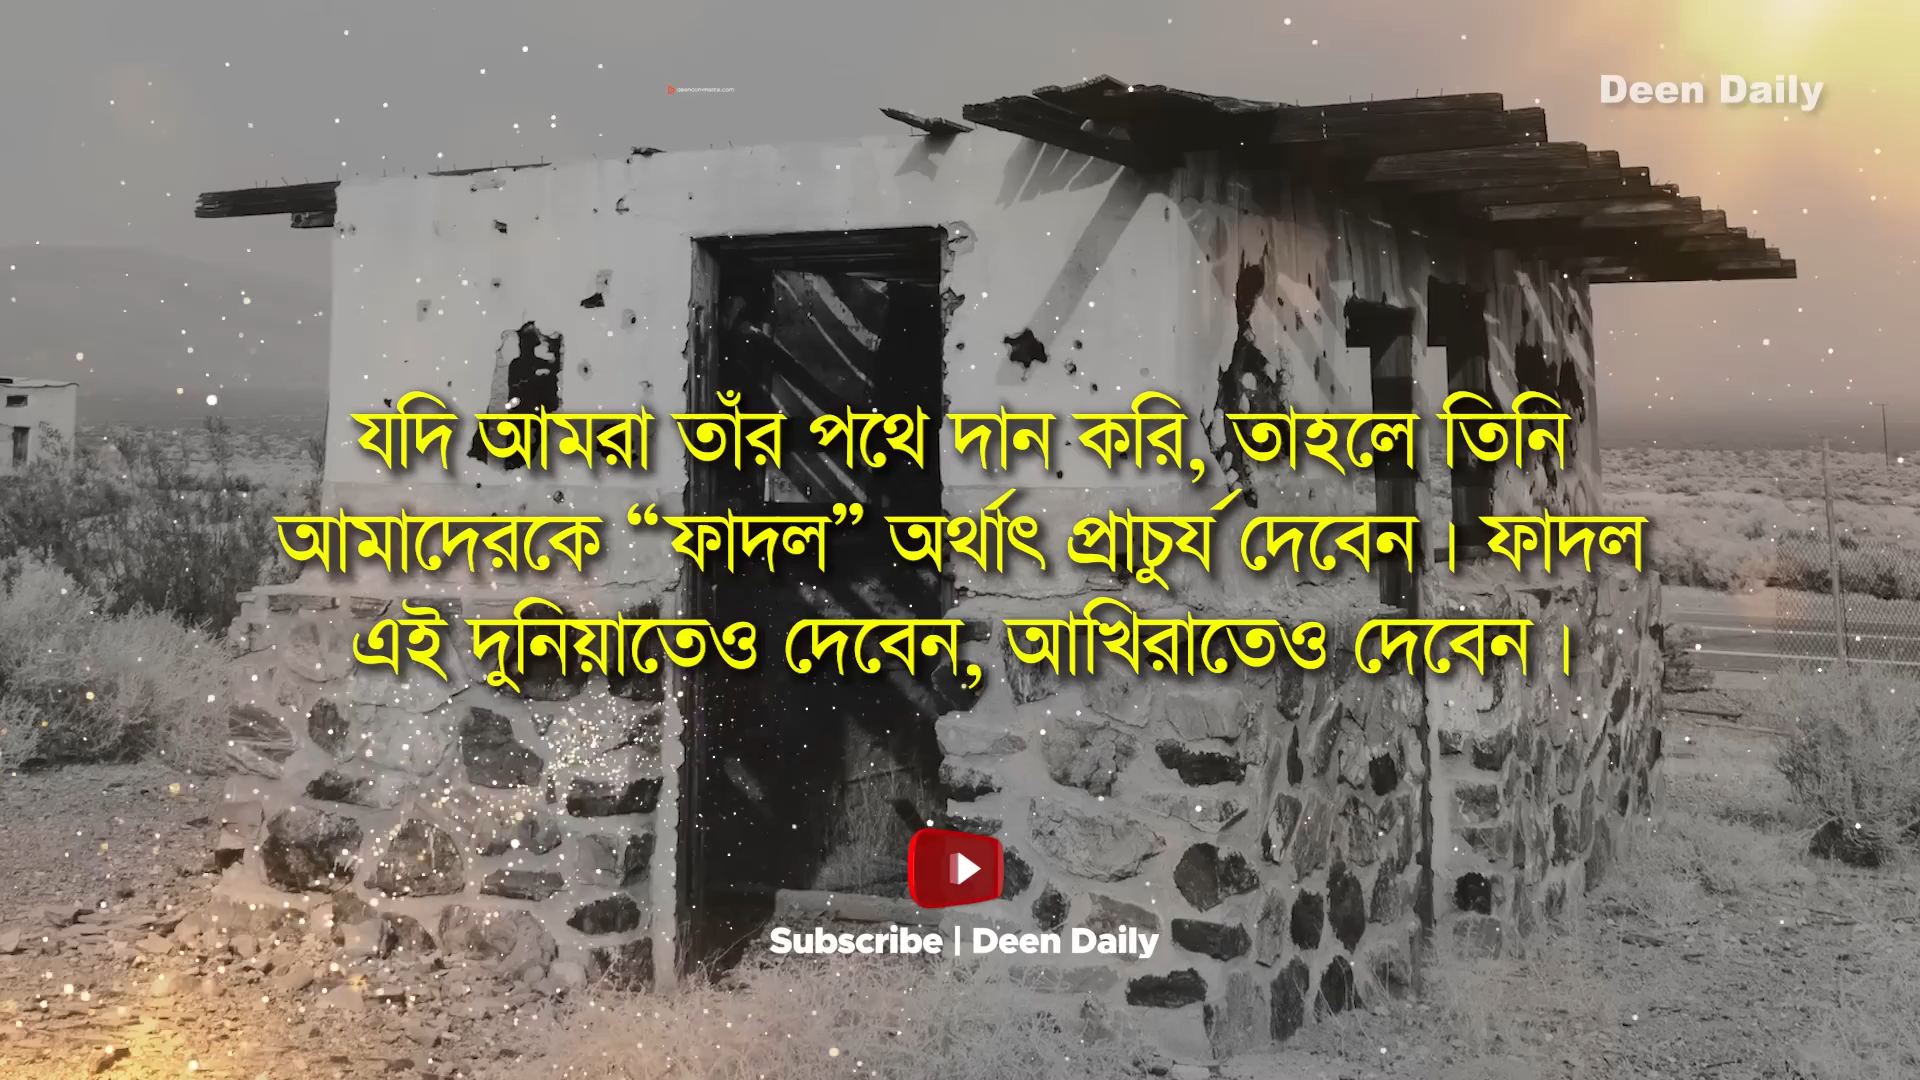 Deen Daily
যদি আমরা তাঁর পথে দান করি, তাহলে তিনি
আমাদেরকে “ফাদল” অর্থাৎ প্রাচুর্য দেবেন। ফাদল
এই দুনিয়াতেও দেবেন, আখিরাতেও দেবেন।
Subscribe | Deen Daily